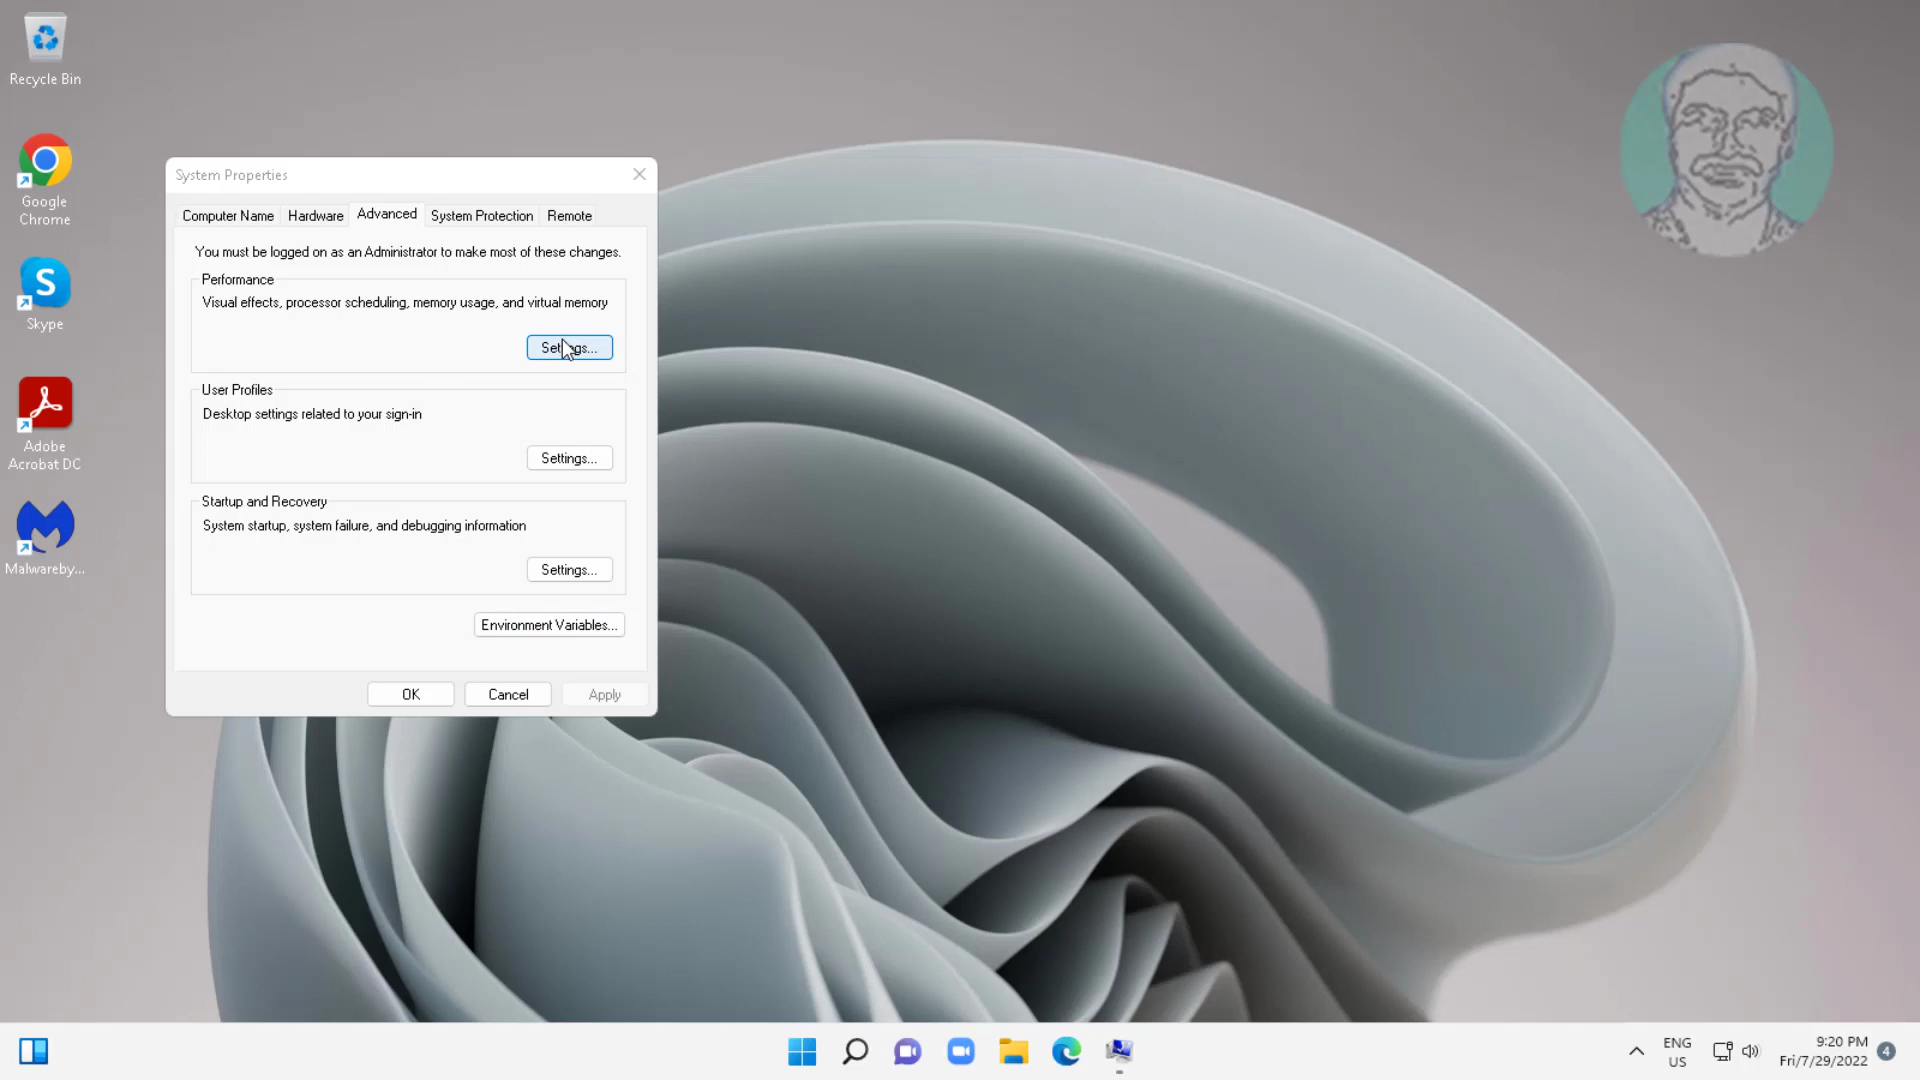 Recycle Bin
Google
Chrome
Skype
Adobe
Acrobat DC
Malwareby...
System Properties
Computer Name
Hardware
Advanced
System Protection
Remote
You must be logged on as an Administrator to make most of these changes.
Performance
Visual effects, processor scheduling, memory usage, and virtual memory
Settings...
User Profiles
Desktop settings related to your sign-in
Settings...
Startup and Recovery
System startup, system failure, and debugging information
Settings...
Environment Variables...
OK
Cancel
Apply
ENG
US
9:20 PM
Fri/7/29/2022
4